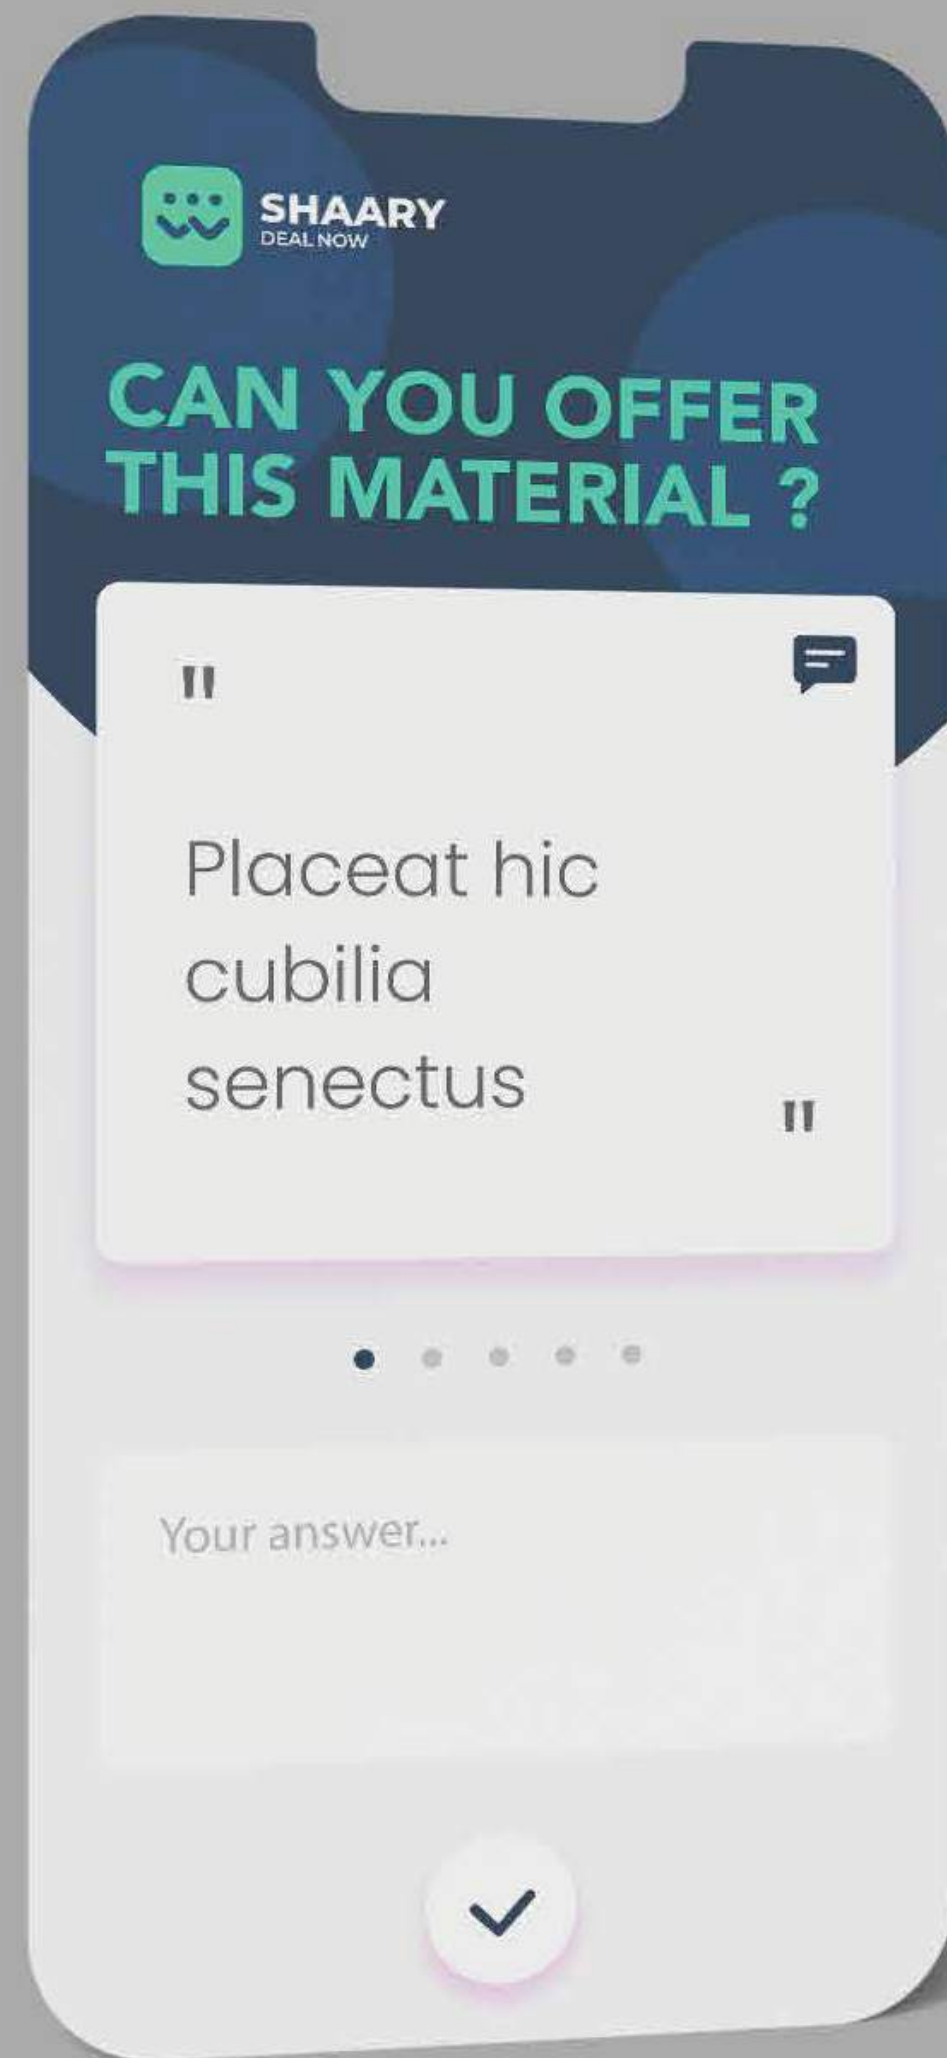 SHAARY
DEAL NOW
CAN YOU OFFER
THIS MATERIAL ?
"
Placeat hic
cubilia
senectus
"
Your answer...